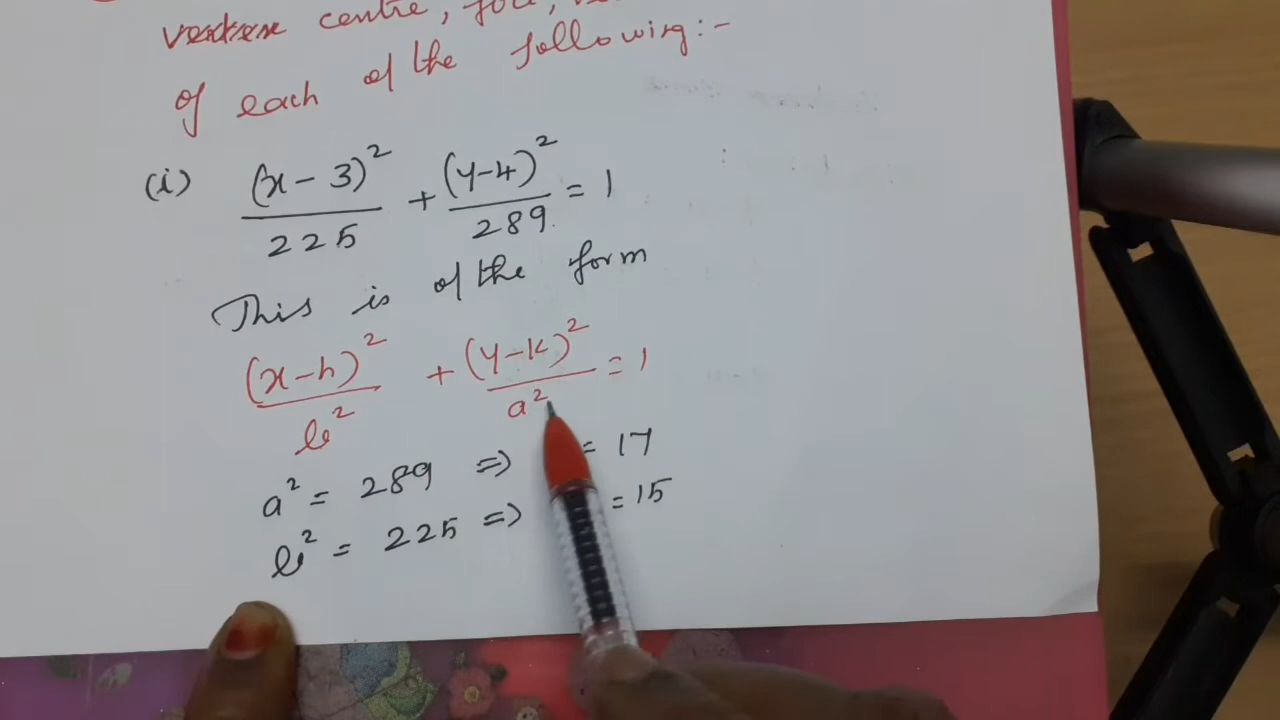 centre, foci,
of each of the following:-
(i) (x-3)²/225 + (y-4)²/289 = 1
This is of the form
(x-h)²/b² + (y-k)²/a² = 1
a² = 289 => = 17
b² = 225 => = 15